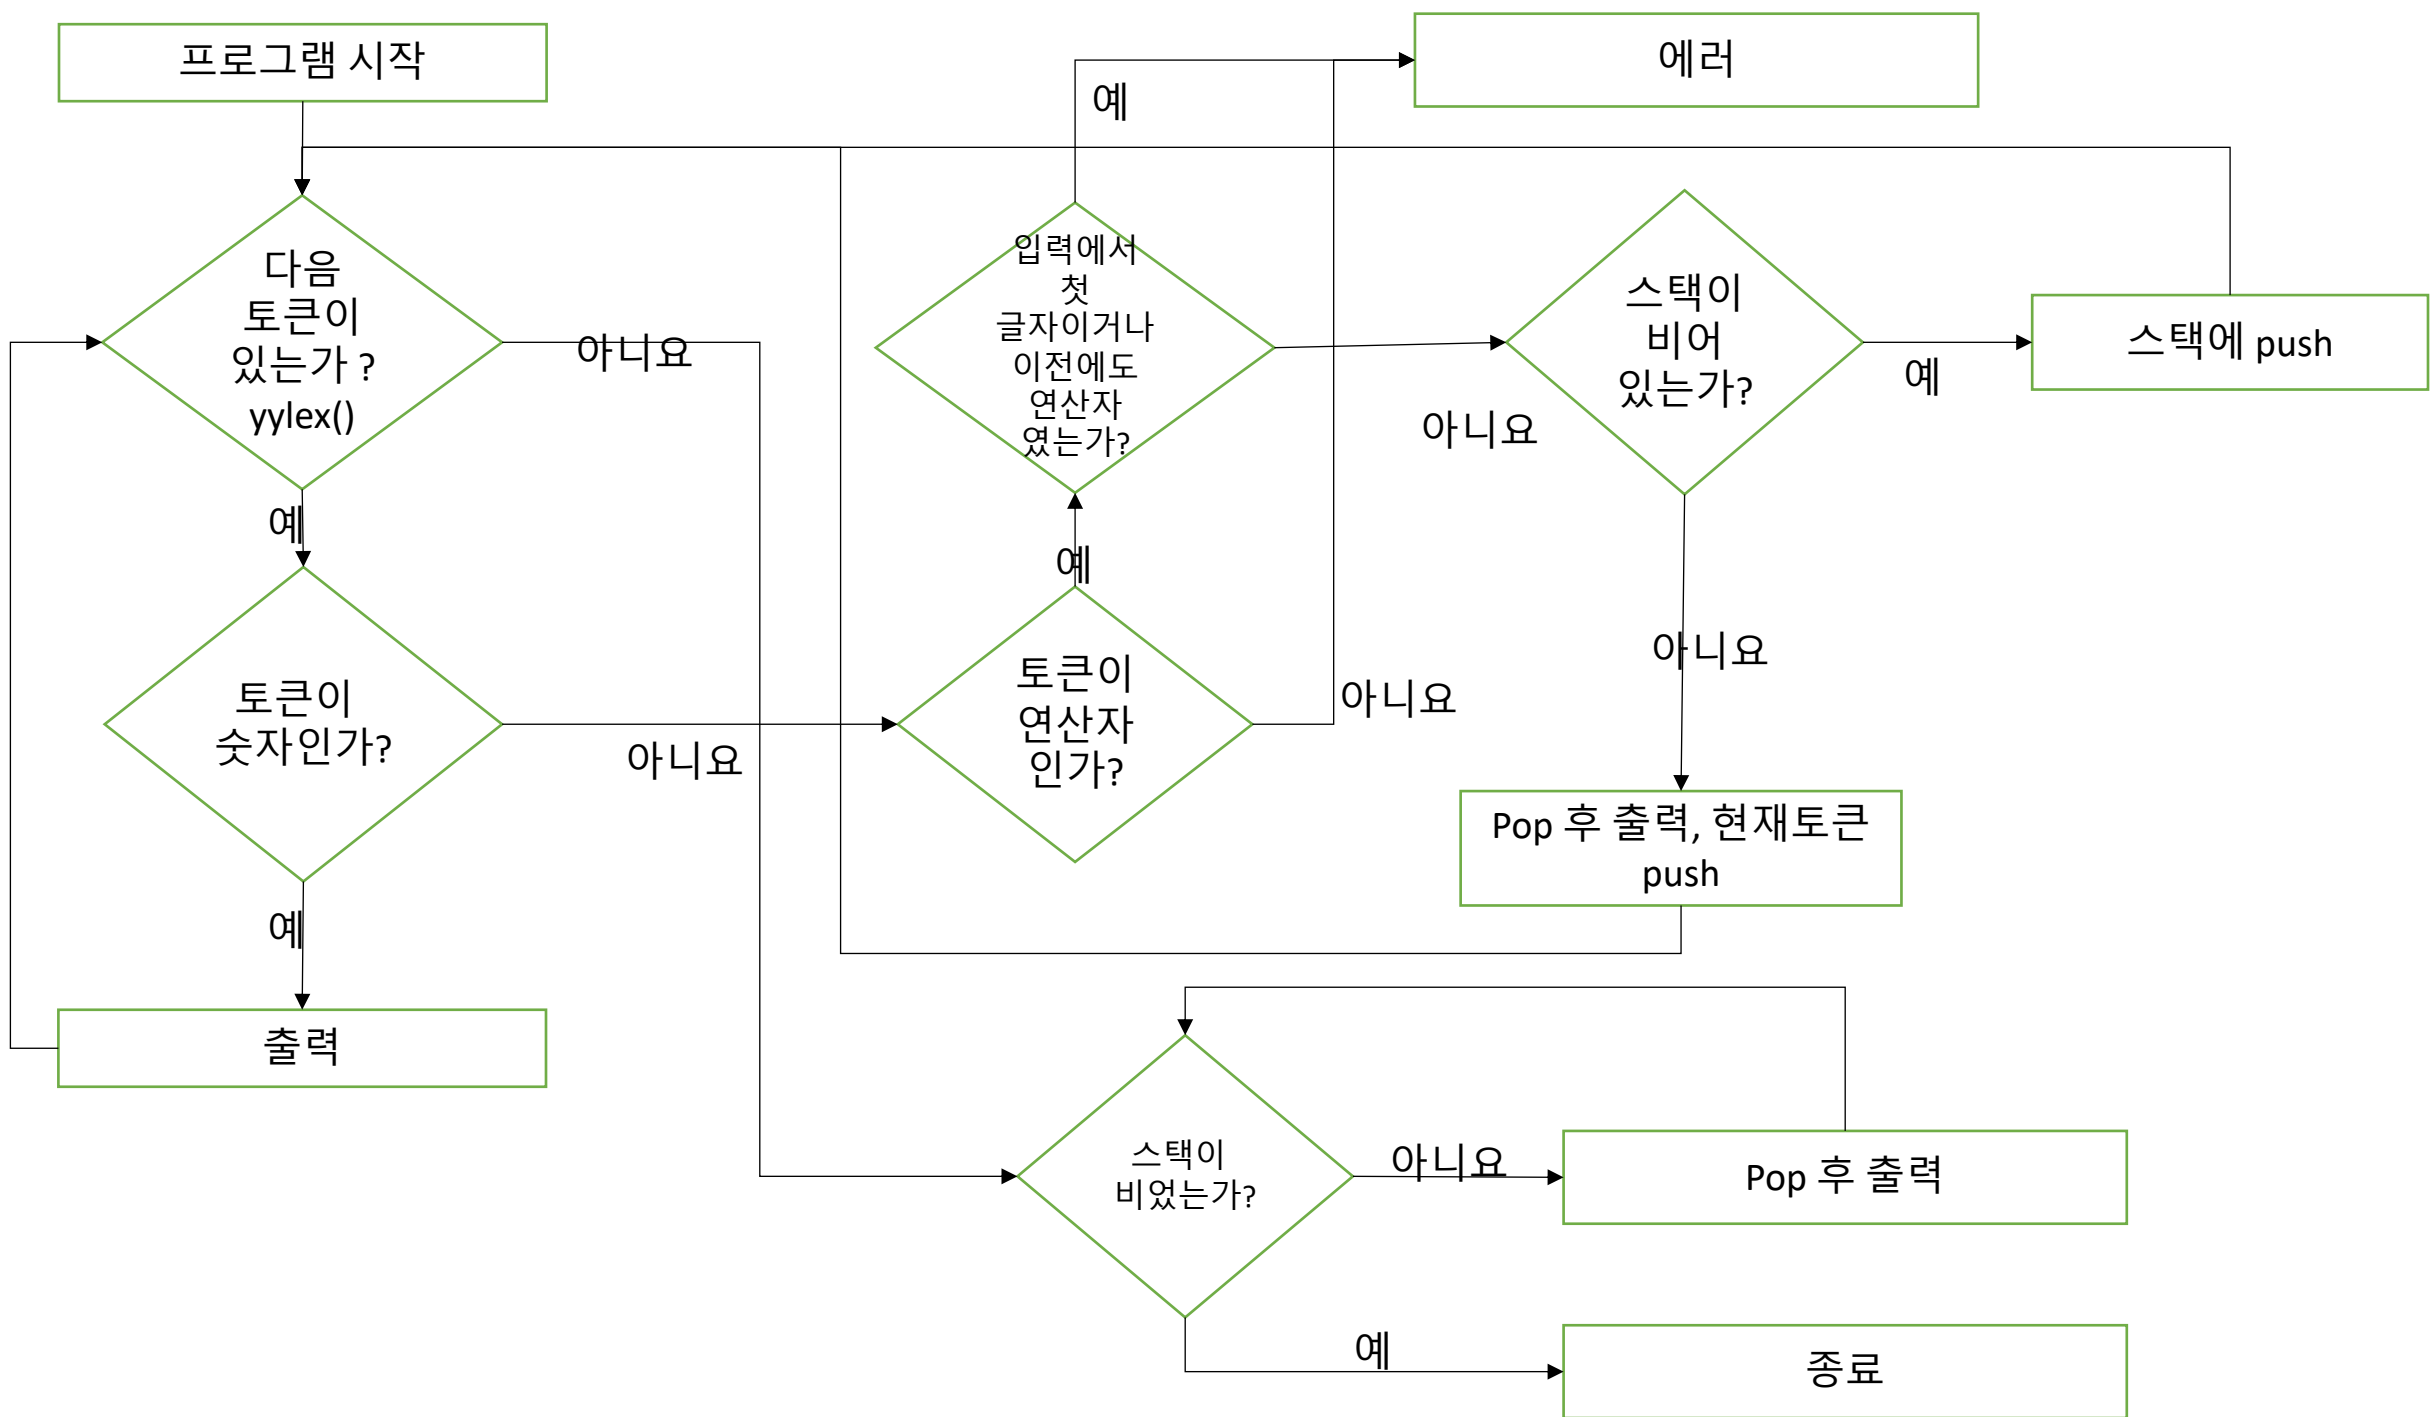 프로그램 시작
에러
예
다음
토큰이
있는가 ?
yylex()
아니요
입력에서
첫
글자이거나
이전에도
연산자
였는가?
아니요
스택이
비어
있는가?
예
스택에 push
예
예
아니요
토큰이
숫자인가?
아니요
토큰이
연산자
인가?
아니요
Pop 후 출력, 현재토큰
push
예
출력
스택이
비었는가?
아니요
Pop 후 출력
예
종료